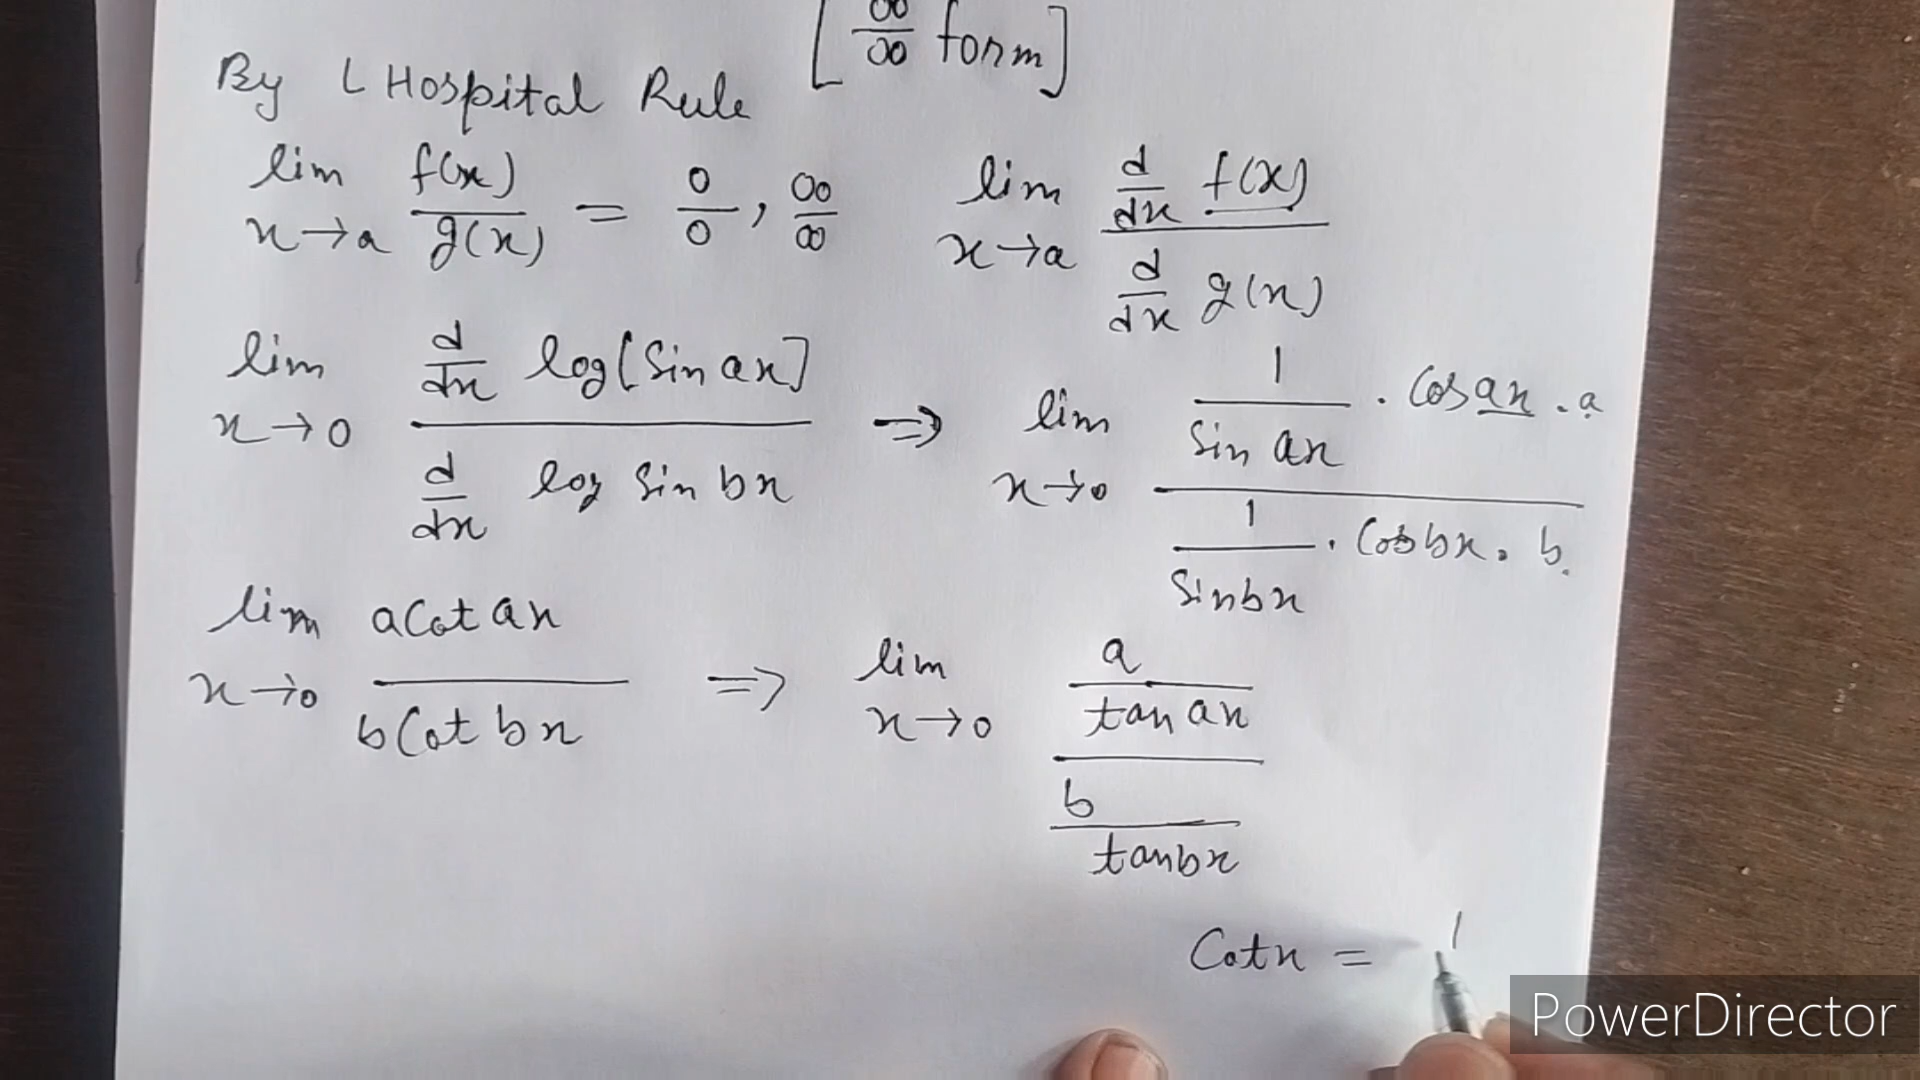 [∞/∞ form]
By L Hospital Rule
lim x→a f(x)/g(x) = 0/0, ∞/∞ lim x→a (d/dx f(x))/(d/dx g(x))
lim x→0 (d/dx log[Sin ax])/(d/dx log Sin bx) ⇒ lim x→0 (1/Sin ax . Cos ax . a)/(1/Sin bx . Cos bx . b)
lim x→0 (a Cot ax)/(b Cot bx) ⇒ lim x→0 (a/tan ax)/(b/tan bx)
Cot x = 1
PowerDirector